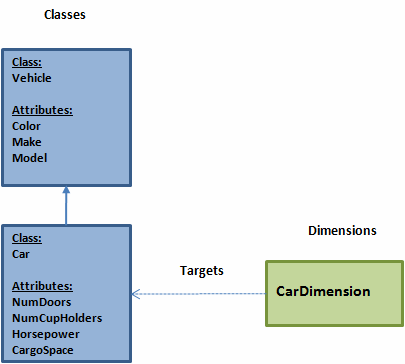 Classes
Class:
Vehicle
Attributes:
Color
Make
Model
Class:
Car
Attributes:
NumDoors
NumCupHolders
Horsepower
CargoSpace
Targets
Dimensions
CarDimension